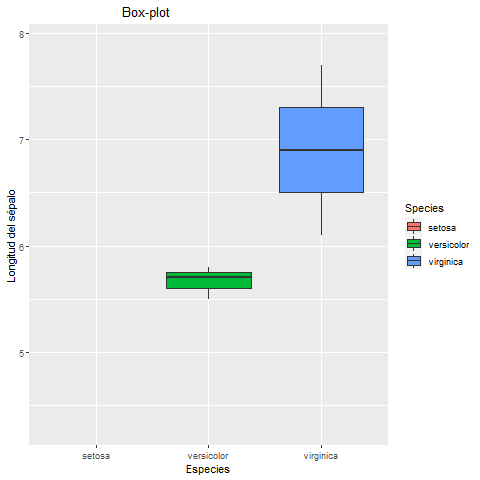 Box-plot
Longitud del sépalo
8
7
6
5
setosa
versicolor
virginica
Especies
Species
setosa
versicolor
virginica